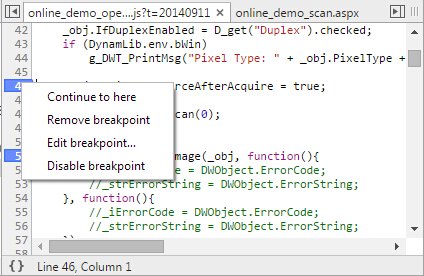 online_demo_ope....js?t=20140911 × online_demo_scan.aspx
42 _obj.IfDuplexEnabled = D_get("Duplex").checked;
43 if (DynamLib.env.bWin)
44 g_DWT_PrintMsg("Pixel Type: " + _obj.PixelType +
45
rceAfterAcquire = true;
Continue to here
can(0);
Remove breakpoint
Edit breakpoint...
mage(_obj, function(){
Disable breakpoint
= DWObject.ErrorCode;
52 //_strErrorString = DWObject.ErrorString;
53 }, function(){
54 //_iErrorCode = DWObject.ErrorCode;
55 //_strErrorString = DWObject.ErrorString;
{} Line 46, Column 1